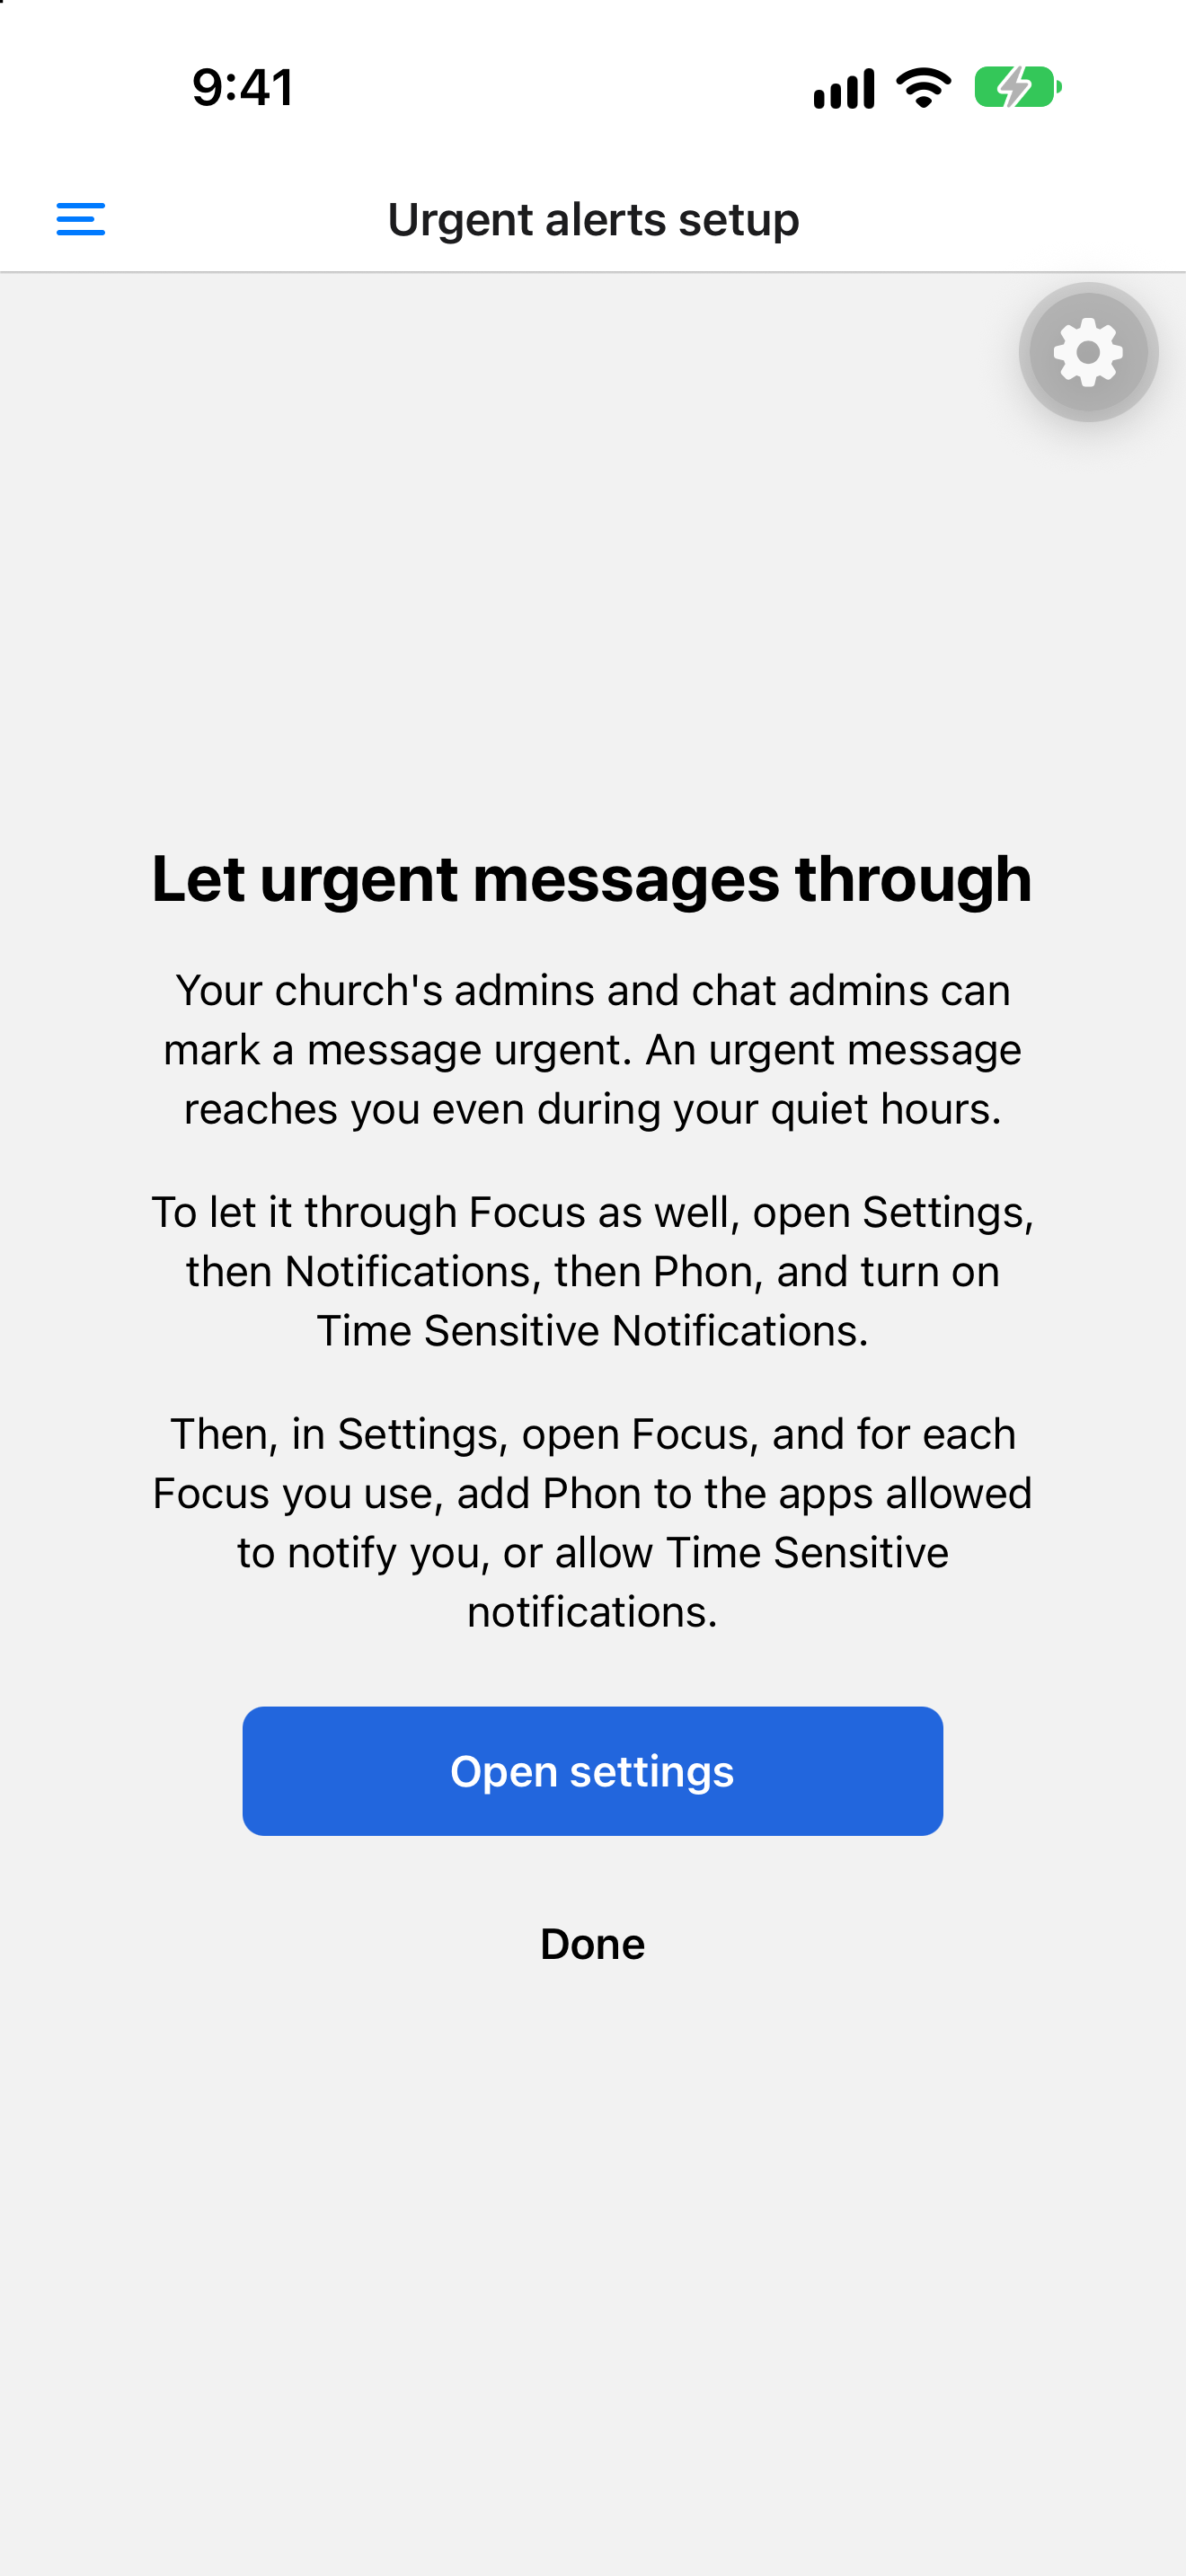 9:41
Urgent alerts setup
Let urgent messages through
Your church's admins and chat admins can
mark a message urgent. An urgent message
reaches you even during your quiet hours.
To let it through Focus as well, open Settings,
then Notifications, then Phon, and turn on
Time Sensitive Notifications.
Then, in Settings, open Focus, and for each
Focus you use, add Phon to the apps allowed
to notify you, or allow Time Sensitive
notifications.
Open settings
Done